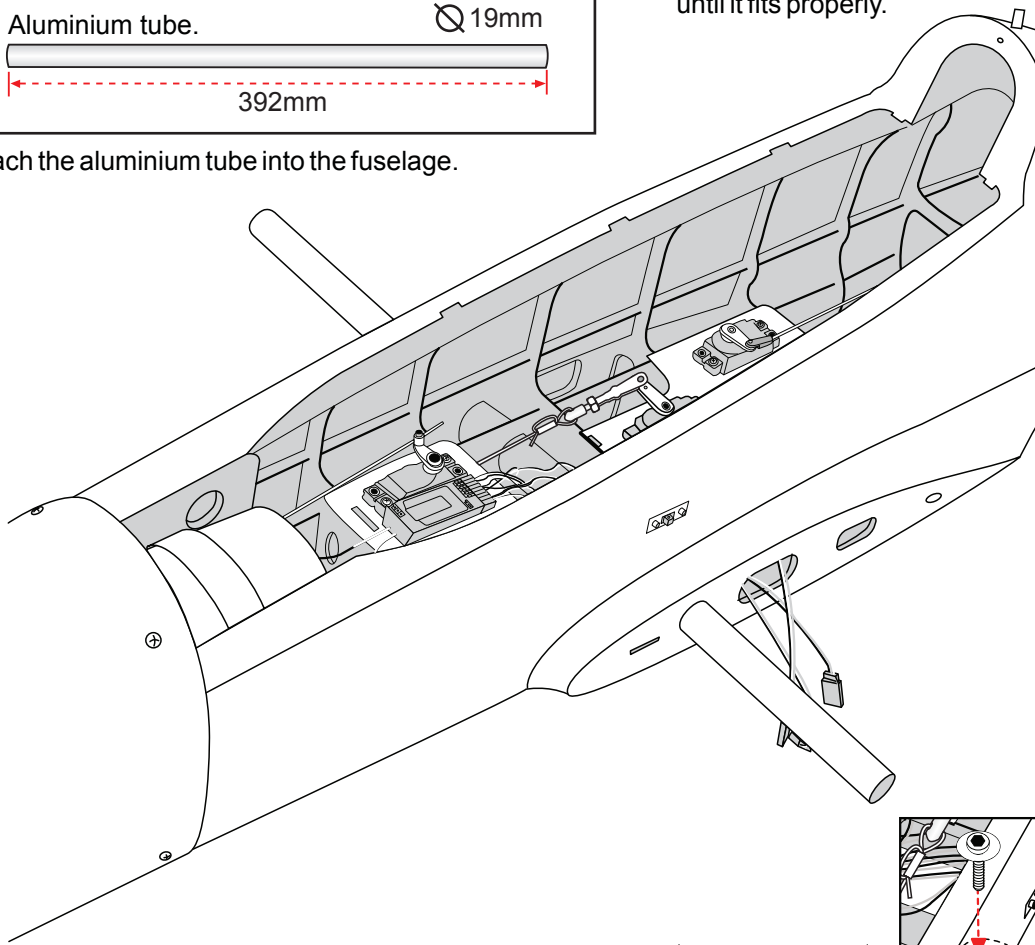 until it fits properly.
Aluminium tube.
19mm
392mm
ach the aluminium tube into the fuselage.